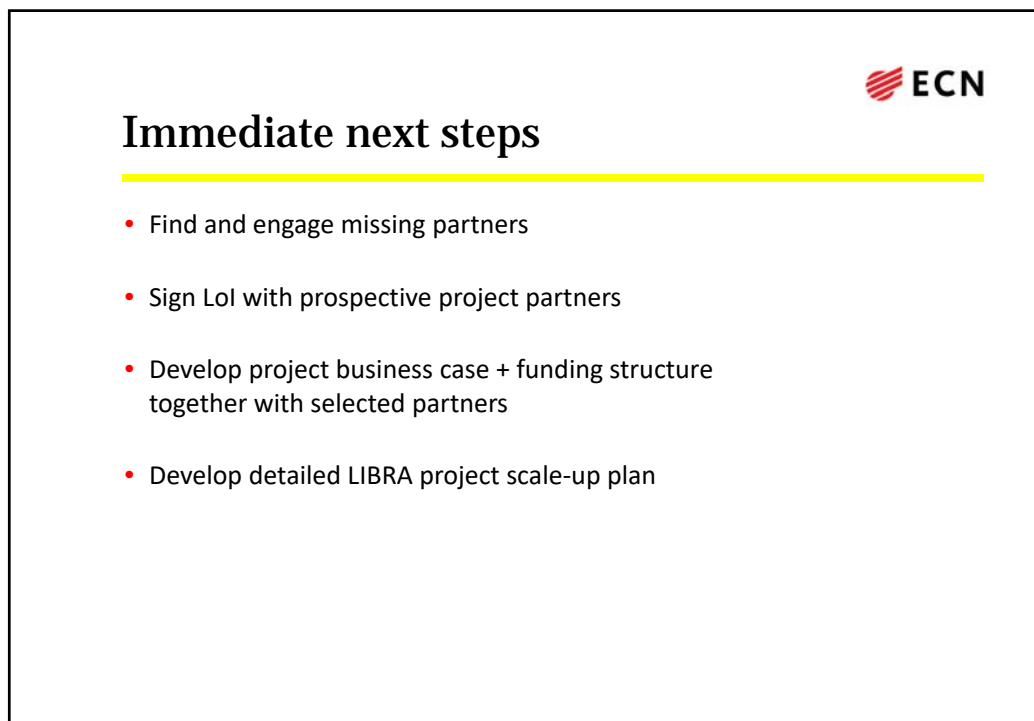 ECN
Immediate next steps
• Find and engage missing partners
• Sign LoI with prospective project partners
• Develop project business case + funding structure
together with selected partners
• Develop detailed LIBRA project scale-up plan